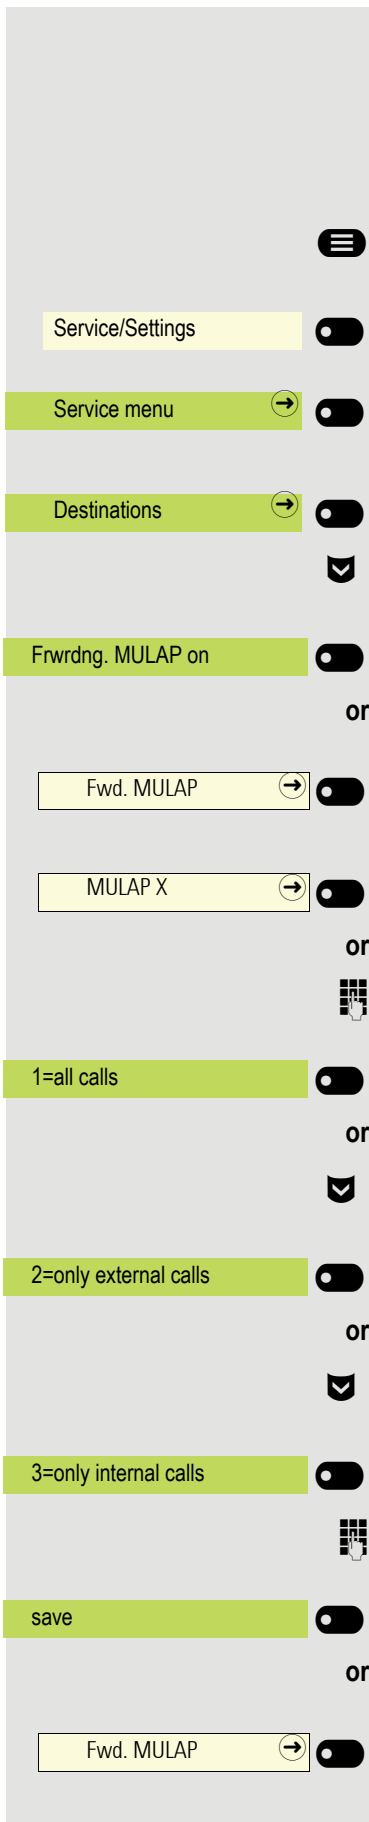 Service/Settings
Service menu
Destinations
Frwrdng. MULAP on
or
Fwd. MULAP
MULAP X
or
1=all calls
or
2=only external calls
or
3=only internal calls
save
or
Fwd. MULAP